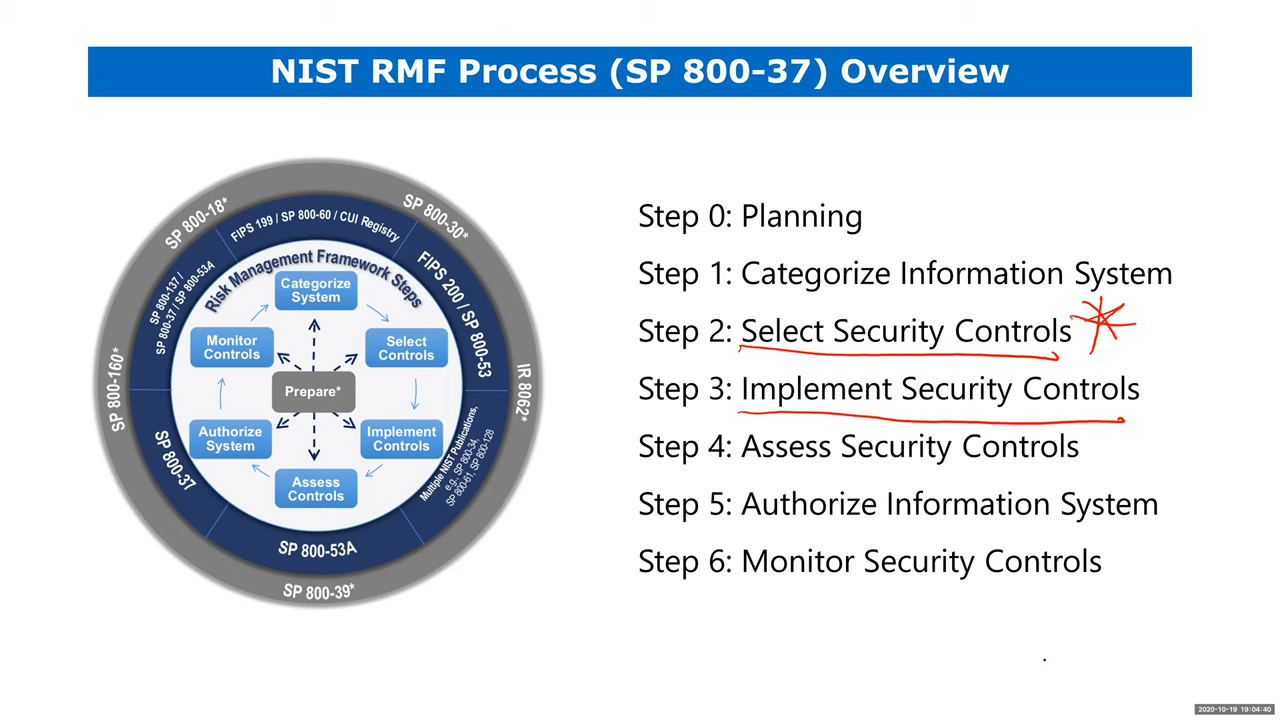 NIST RMF Process (SP 800-37) Overview
SP 800-18*
SP 800-30*
IR 8062*
SP 800-39*
SP 800-160*
FIPS 199 / SP 800-60 / CUI Registry
FIPS 200 / SP 800-53
Multiple NIST Publications,
e.g., SP 800-34,
SP 800-61, SP 800-128
SP 800-53A
SP 800-37
SP 800-137 /
SP 800-37 / SP 800-53A
Risk Management Framework Steps
Categorize
System
Select
Controls
Implement
Controls
Assess
Controls
Authorize
System
Monitor
Controls
Prepare*
Step 0: Planning
Step 1: Categorize Information System
Step 2: Select Security Controls
Step 3: Implement Security Controls
Step 4: Assess Security Controls
Step 5: Authorize Information System
Step 6: Monitor Security Controls
2020-10-19 19:04:40